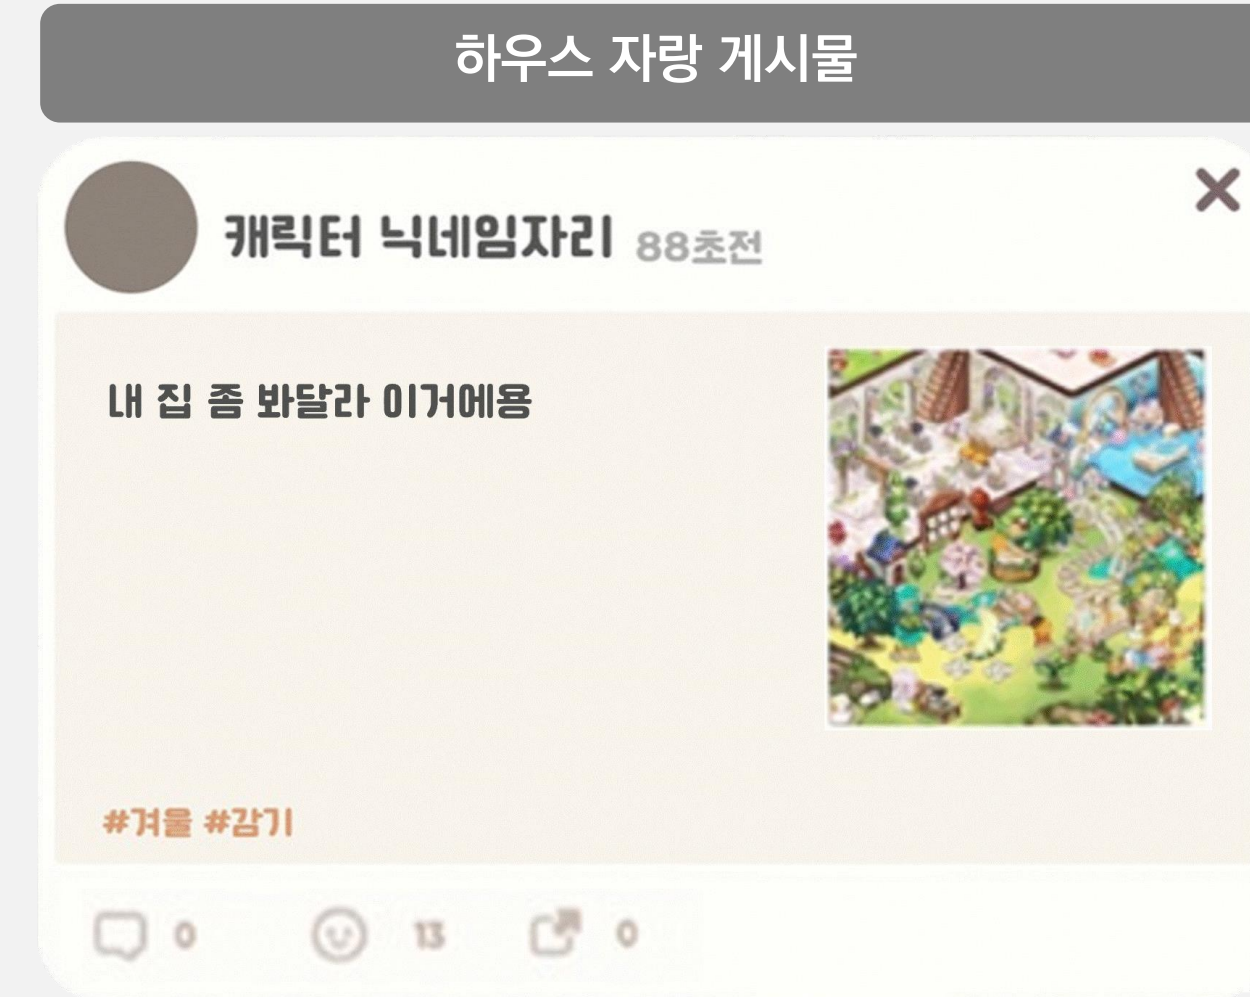 하우스 자랑 게시물
캐릭터 닉네임자리 88초전
내 집 좀 봐달라 이거에용
#겨울 #감기
0 13 0